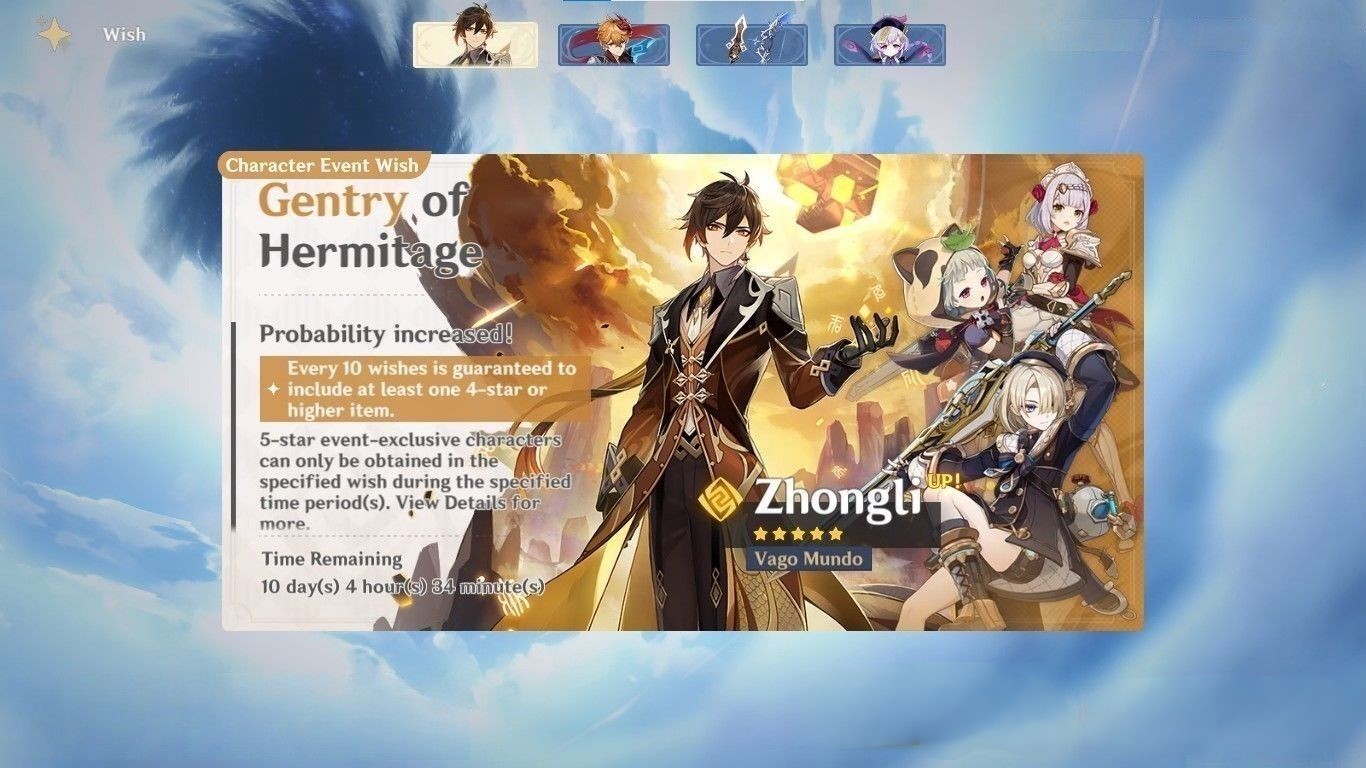 Wish
Character Event Wish
Gentry of
Hermitage
Probability increased!
Every 10 wishes is guaranteed to
include at least one 4-star or
higher item.
5-star event-exclusive characters
can only be obtained in the
specified wish during the specified
time period(s). View Details for
more.
Time Remaining
10 day(s) 4 hour(s) 34 minute(s)
Zhongli UP!
Vago Mundo